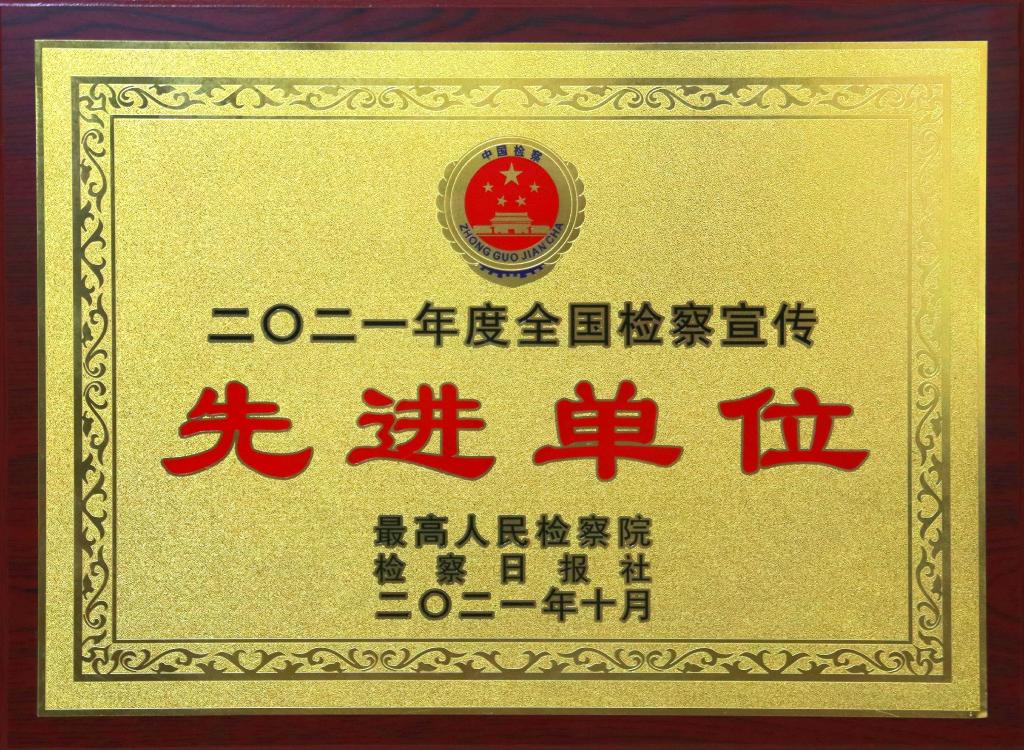 中国检察
ZHONG GUO JIAN CHA
二〇二一年度全国检察宣传
先进单位
最高人民检察院
检察日报社
二〇二一年十月